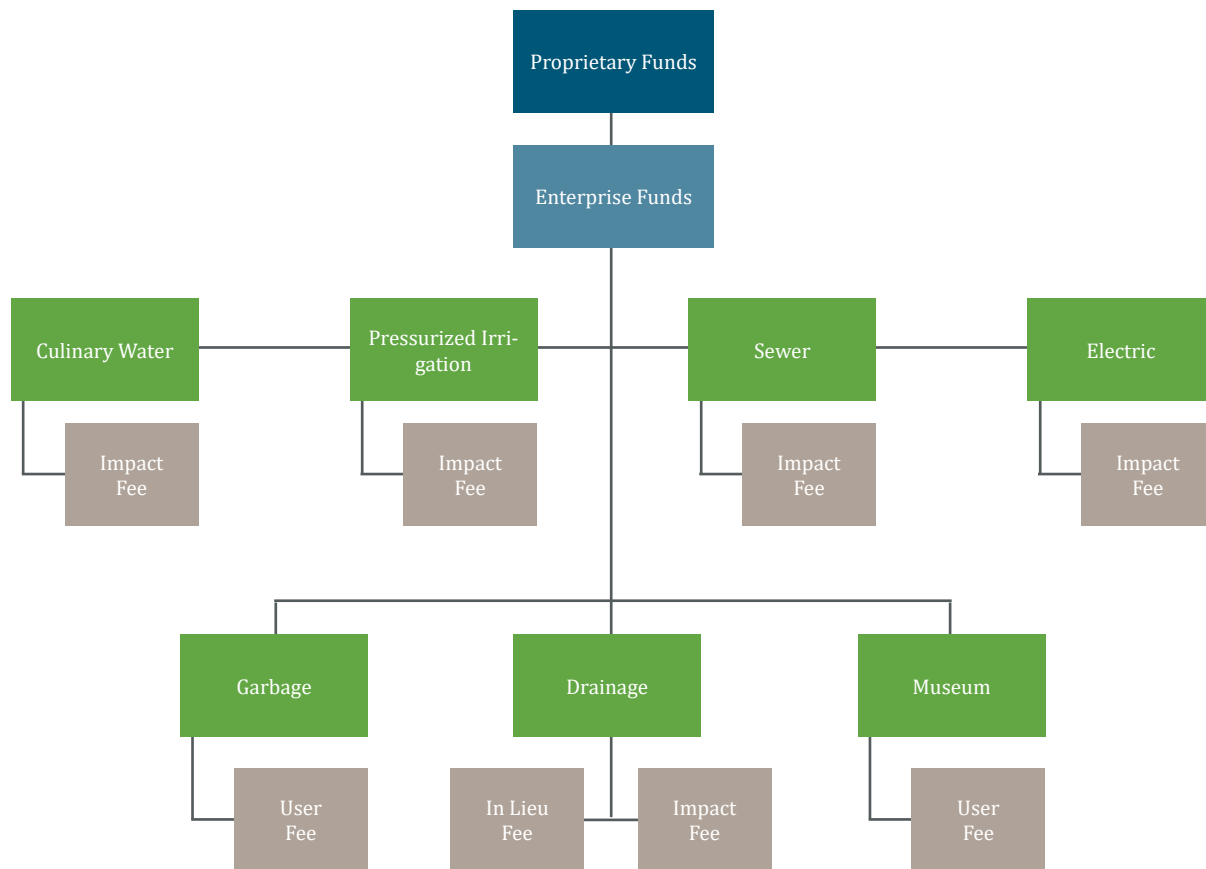 Proprietary Funds
Enterprise Funds
Culinary Water
Pressurized Irri-
gation
Sewer
Electric
Impact
Fee
Impact
Fee
Impact
Fee
Impact
Fee
Garbage
Drainage
Museum
User
Fee
In Lieu
Fee
Impact
Fee
User
Fee